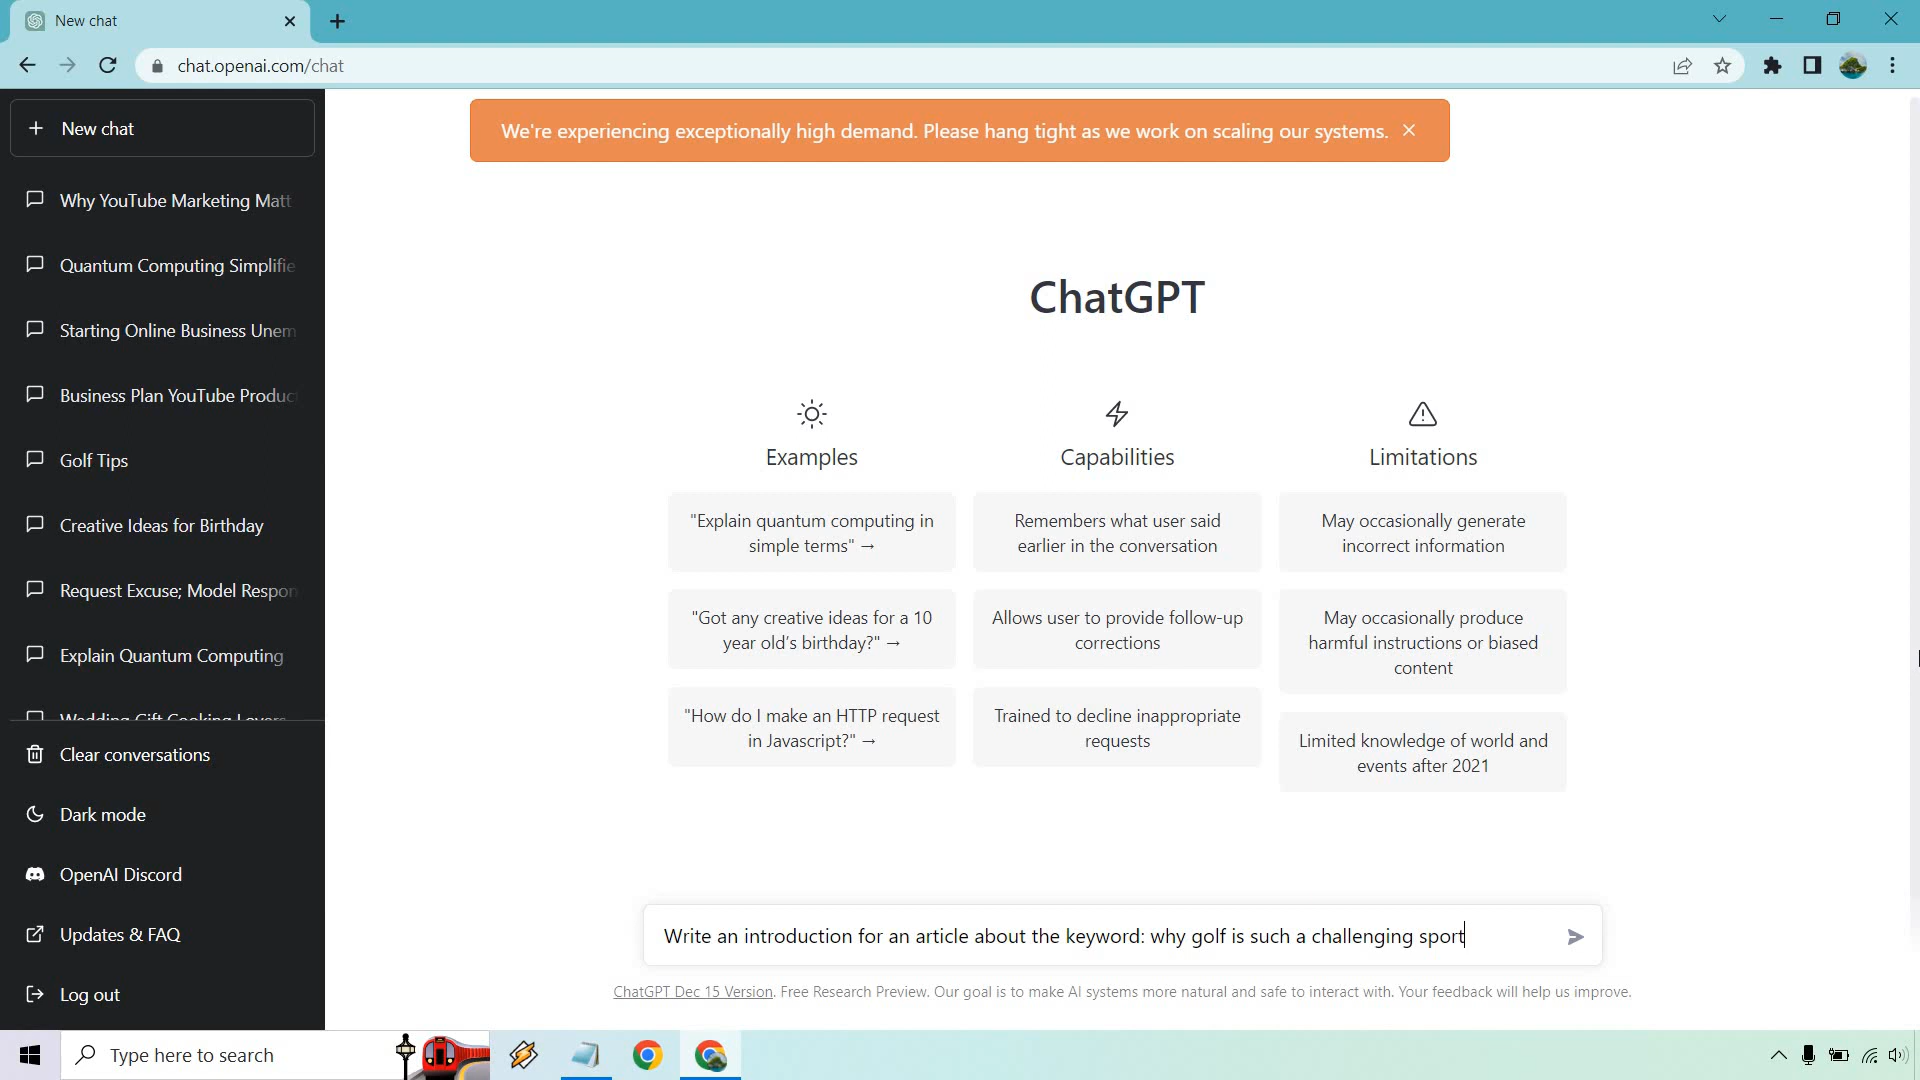 New chat
chat.openai.com/chat
New chat
Why YouTube Marketing Matt
Quantum Computing Simplifie
Starting Online Business Unem
Business Plan YouTube Produc
Golf Tips
Creative Ideas for Birthday
Request Excuse; Model Respon
Explain Quantum Computing
Wedding Gift Cooking Lovers
Clear conversations
Dark mode
OpenAI Discord
Updates & FAQ
Log out
We're experiencing exceptionally high demand. Please hang tight as we work on scaling our systems.
ChatGPT
Examples
"Explain quantum computing in
simple terms" →
"Got any creative ideas for a 10
year old's birthday?" →
"How do I make an HTTP request
in Javascript?" →
Capabilities
Remembers what user said
earlier in the conversation
Allows user to provide follow-up
corrections
Trained to decline inappropriate
requests
Limitations
May occasionally generate
incorrect information
May occasionally produce
harmful instructions or biased
content
Limited knowledge of world and
events after 2021
Write an introduction for an article about the keyword: why golf is such a challenging sport
ChatGPT Dec 15 Version. Free Research Preview. Our goal is to make AI systems more natural and safe to interact with. Your feedback will help us improve.
Type here to search